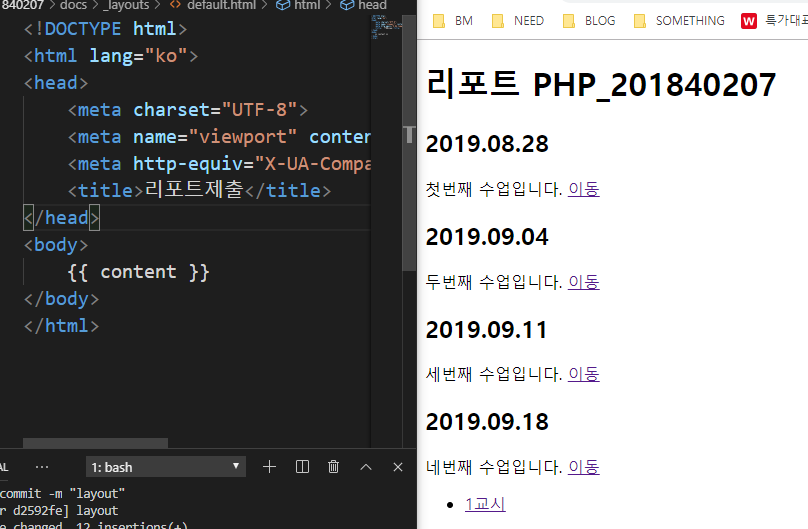 840207 > docs > _layouts > <> default.html > html > head
<!DOCTYPE html>
<html lang="ko">
<head>
<meta charset="UTF-8">
<meta name="viewport" conten
<meta http-equiv="X-UA-Compa
<title>리포트제출</title>
</head>
<body>
{{ content }}
</body>
</html>
AL ··· 1: bash
commit -m "layout"
r d2592fe] layout
e changed, 12 insertions(+)
BM NEED BLOG SOMETHING W 특가대표
리포트 PHP_201840207
2019.08.28
첫번째 수업입니다. 이동
2019.09.04
두번째 수업입니다. 이동
2019.09.11
세번째 수업입니다. 이동
2019.09.18
네번째 수업입니다. 이동
• 1교시